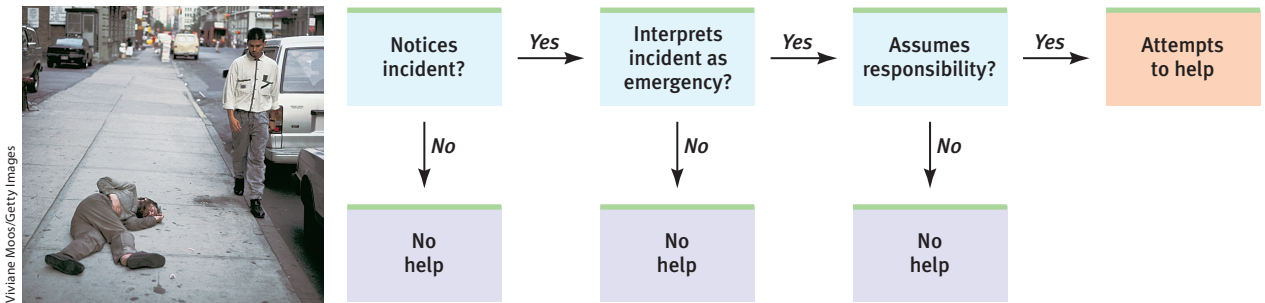 Viviane Moos/Getty Images
Notices
incident?
Yes
Interprets
incident as
emergency?
Yes
Assumes
responsibility?
Yes
Attempts
to help
No
No
No
No
help
No
help
No
help